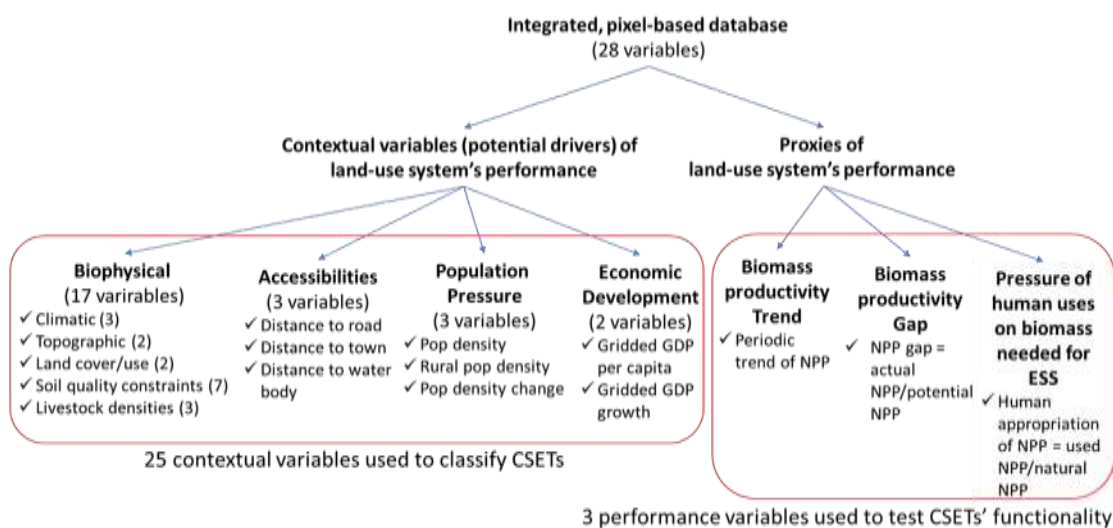 Integrated, pixel-based database
(28 variables)
Contextual variables (potential drivers) of
land-use system's performance
Proxies of
land-use system's performance
Biophysical
(17 varirables)
✓ Climatic (3)
✓ Topographic (2)
✓ Land cover/use (2)
✓ Soil quality constraints (7)
✓ Livestock densities (3)
Accessibilities
(3 variables)
✓ Distance to road
✓ Distance to town
✓ Distance to water
body
Population
Pressure
(3 variables)
✓ Pop density
✓ Rural pop density
✓ Pop density change
Economic
Development
(2 variables)
✓ Gridded GDP
per capita
✓ Gridded GDP
growth
Biomass
productivity
Trend
✓ Periodic
trend of NPP
Biomass
productivity
Gap
✓ NPP gap =
actual
NPP/potential
NPP
Pressure of
human uses
on biomass
needed for
ESS
✓ Human
appropriation
of NPP = used
NPP/natural
NPP
25 contextual variables used to classify CSETs
3 performance variables used to test CSETs' functionality